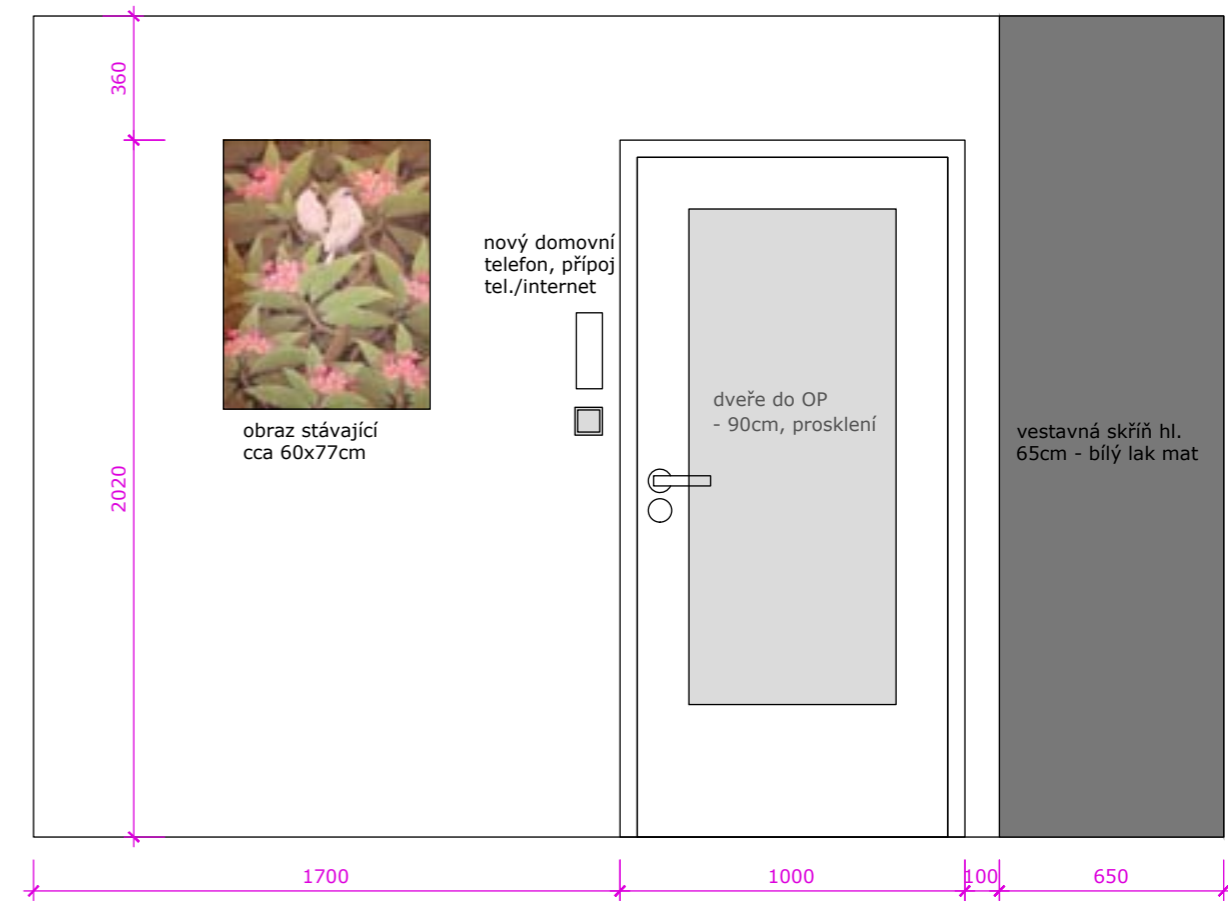 360
nový domovní
telefon, přípoj
tel./internet
dveře do OP
- 90cm, prosklení
obraz stávající
cca 60x77cm
vestavná skříň hl.
65cm - bílý lak mat
2020
1700
1000
100
650